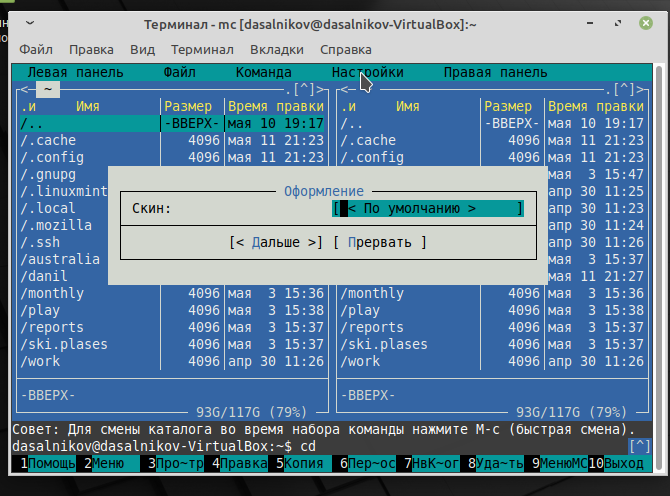 Терминал - mc [dasalnikov@dasalnikov-VirtualBox]:~
Файл Правка Вид Терминал Вкладки Справка
Левая панель Файл Команда Настройки Правая панель
<─ ~ ─.[^]> <─ ~ ─.[^]>
.и Имя Размер Время правки .и Имя Размер Время правки
/.. -ВВЕРХ- мая 10 19:17 /.. -ВВЕРХ- мая 10 19:17
/.cache 4096 мая 11 21:23 /.cache 4096 мая 11 21:23
/.config 4096 мая 11 21:23 /.config 4096 мая 11 21:23
/.gnupg мая 3 15:47
/.linuxmint апр 30 11:25
/.local апр 30 11:23
/.mozilla апр 30 11:24
/.ssh апр 30 11:26
/australia мая 3 15:37
/danil мая 11 21:27
Оформление
Скин: [ < По умолчанию > ]
[< Дальше >] [ Прервать ]
/monthly 4096 мая 3 15:36 /monthly 4096 мая 3 15:36
/play 4096 мая 3 15:38 /play 4096 мая 3 15:38
/reports 4096 мая 3 15:37 /reports 4096 мая 3 15:37
/ski.plases 4096 мая 3 15:37 /ski.plases 4096 мая 3 15:37
/work 4096 апр 30 11:26 /work 4096 апр 30 11:26
-ВВЕРХ- -ВВЕРХ-
93G/117G (79%) 93G/117G (79%)
Совет: Для смены каталога во время набора команды нажмите M-c (быстрая смена).
dasalnikov@dasalnikov-VirtualBox:~$ cd [^]
1Помощь 2Меню 3Про~тр 4Правка 5Копия 6Пер~ос 7НвК~ог 8Уда~ть 9МенюMC 10Выход